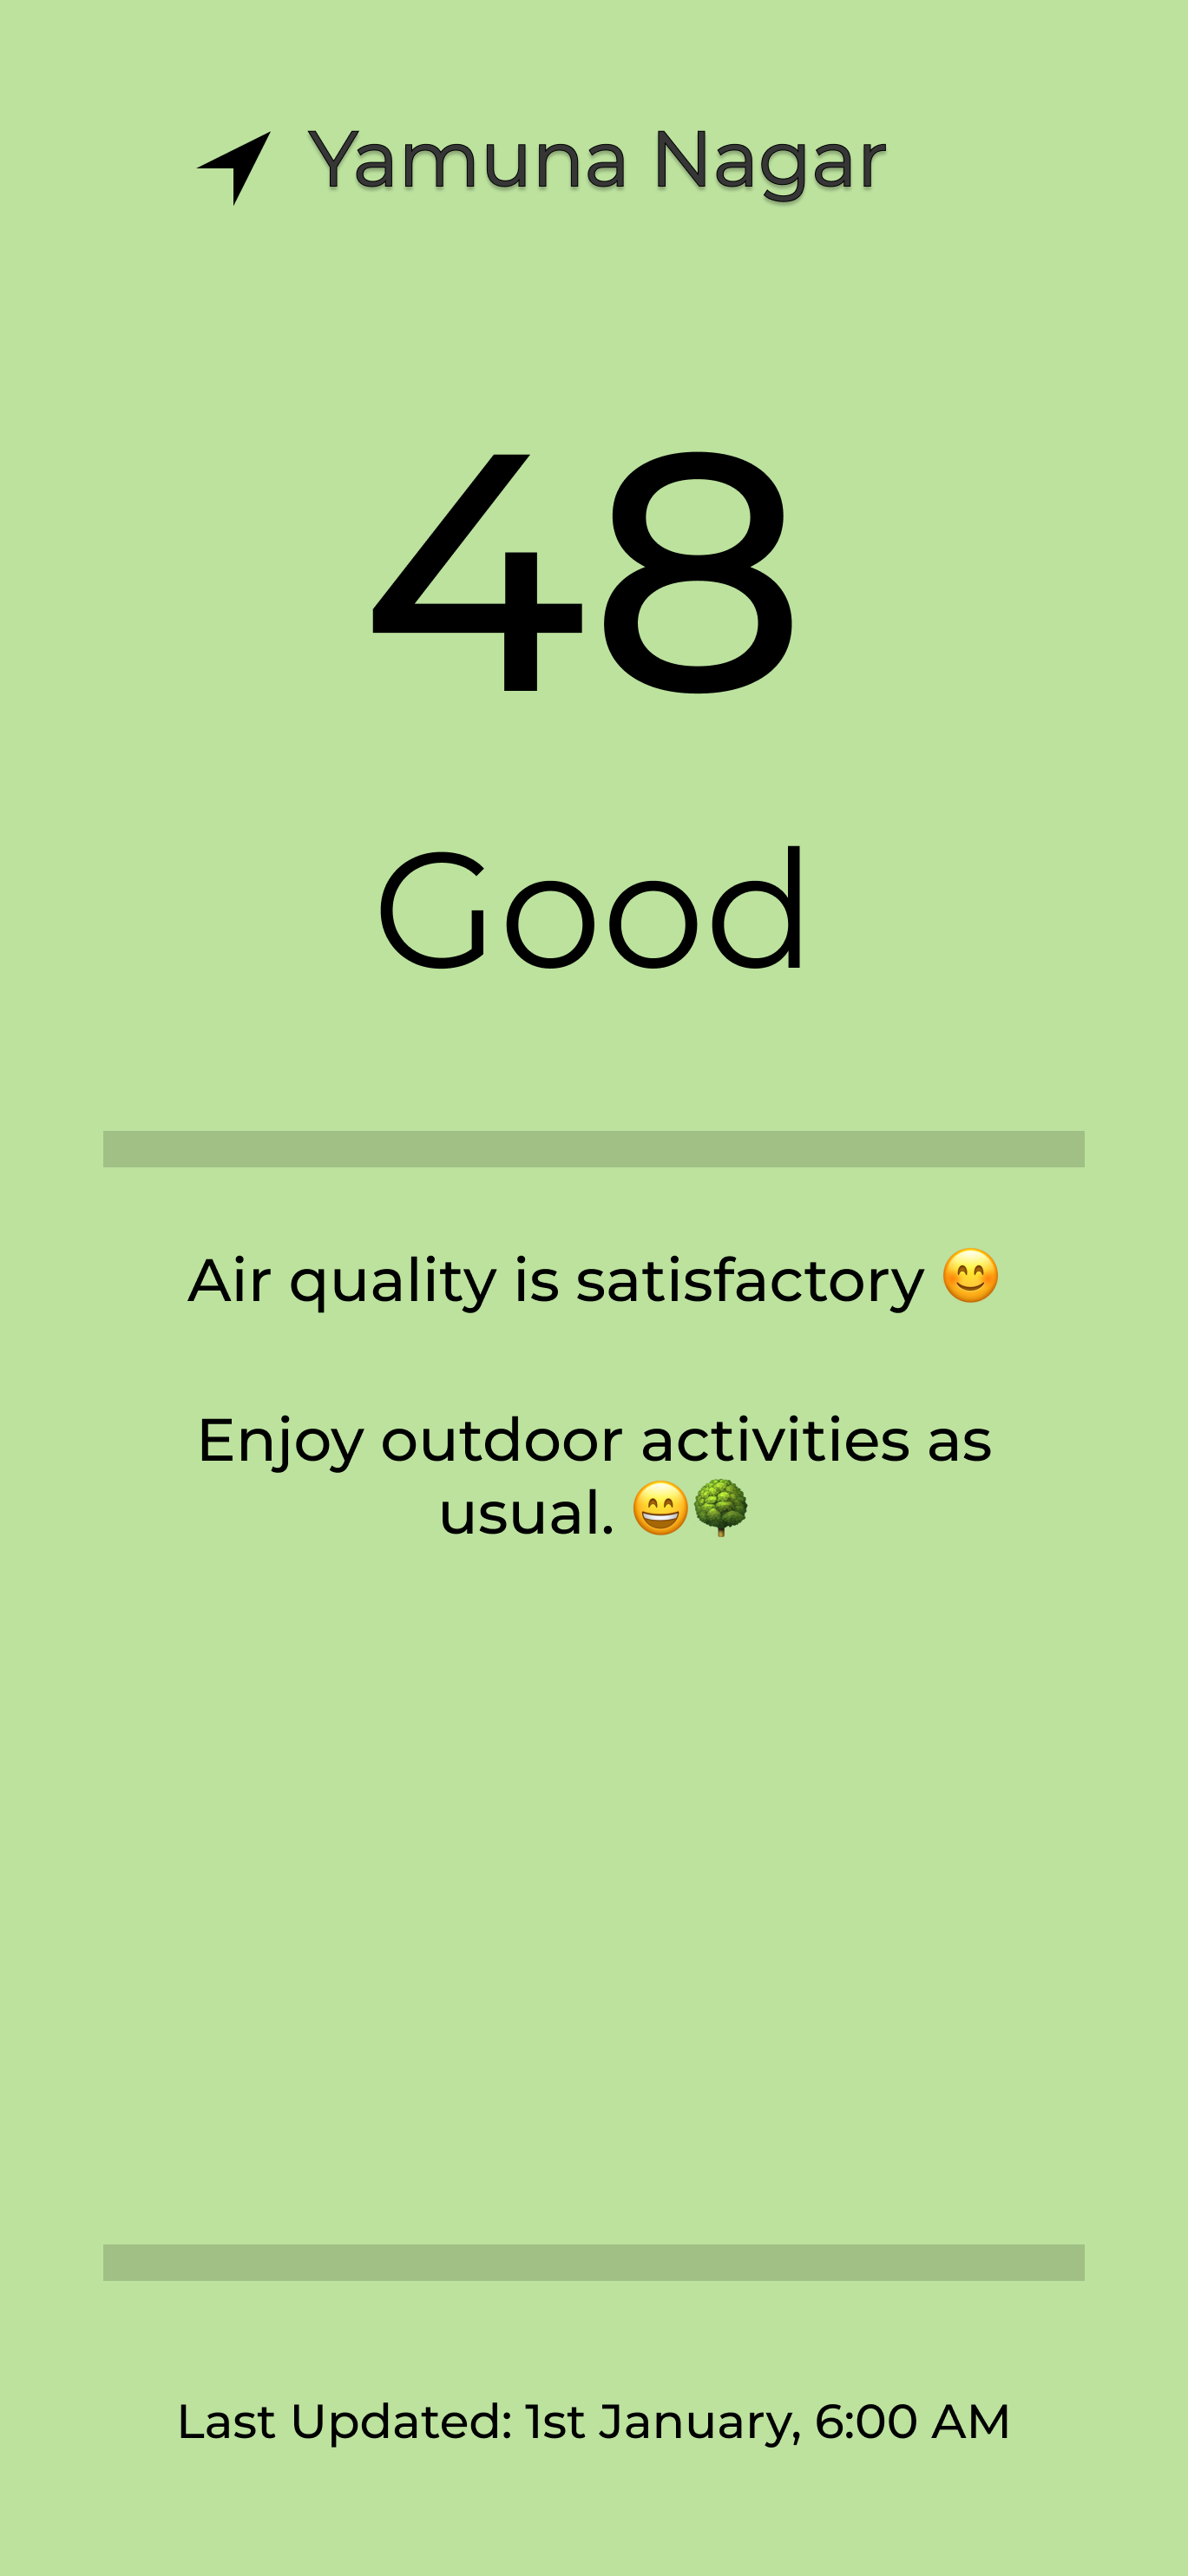 Yamuna Nagar
48
Good
Air quality is satisfactory 😊
Enjoy outdoor activities as
usual. 😄🌳
Last Updated: 1st January, 6:00 AM